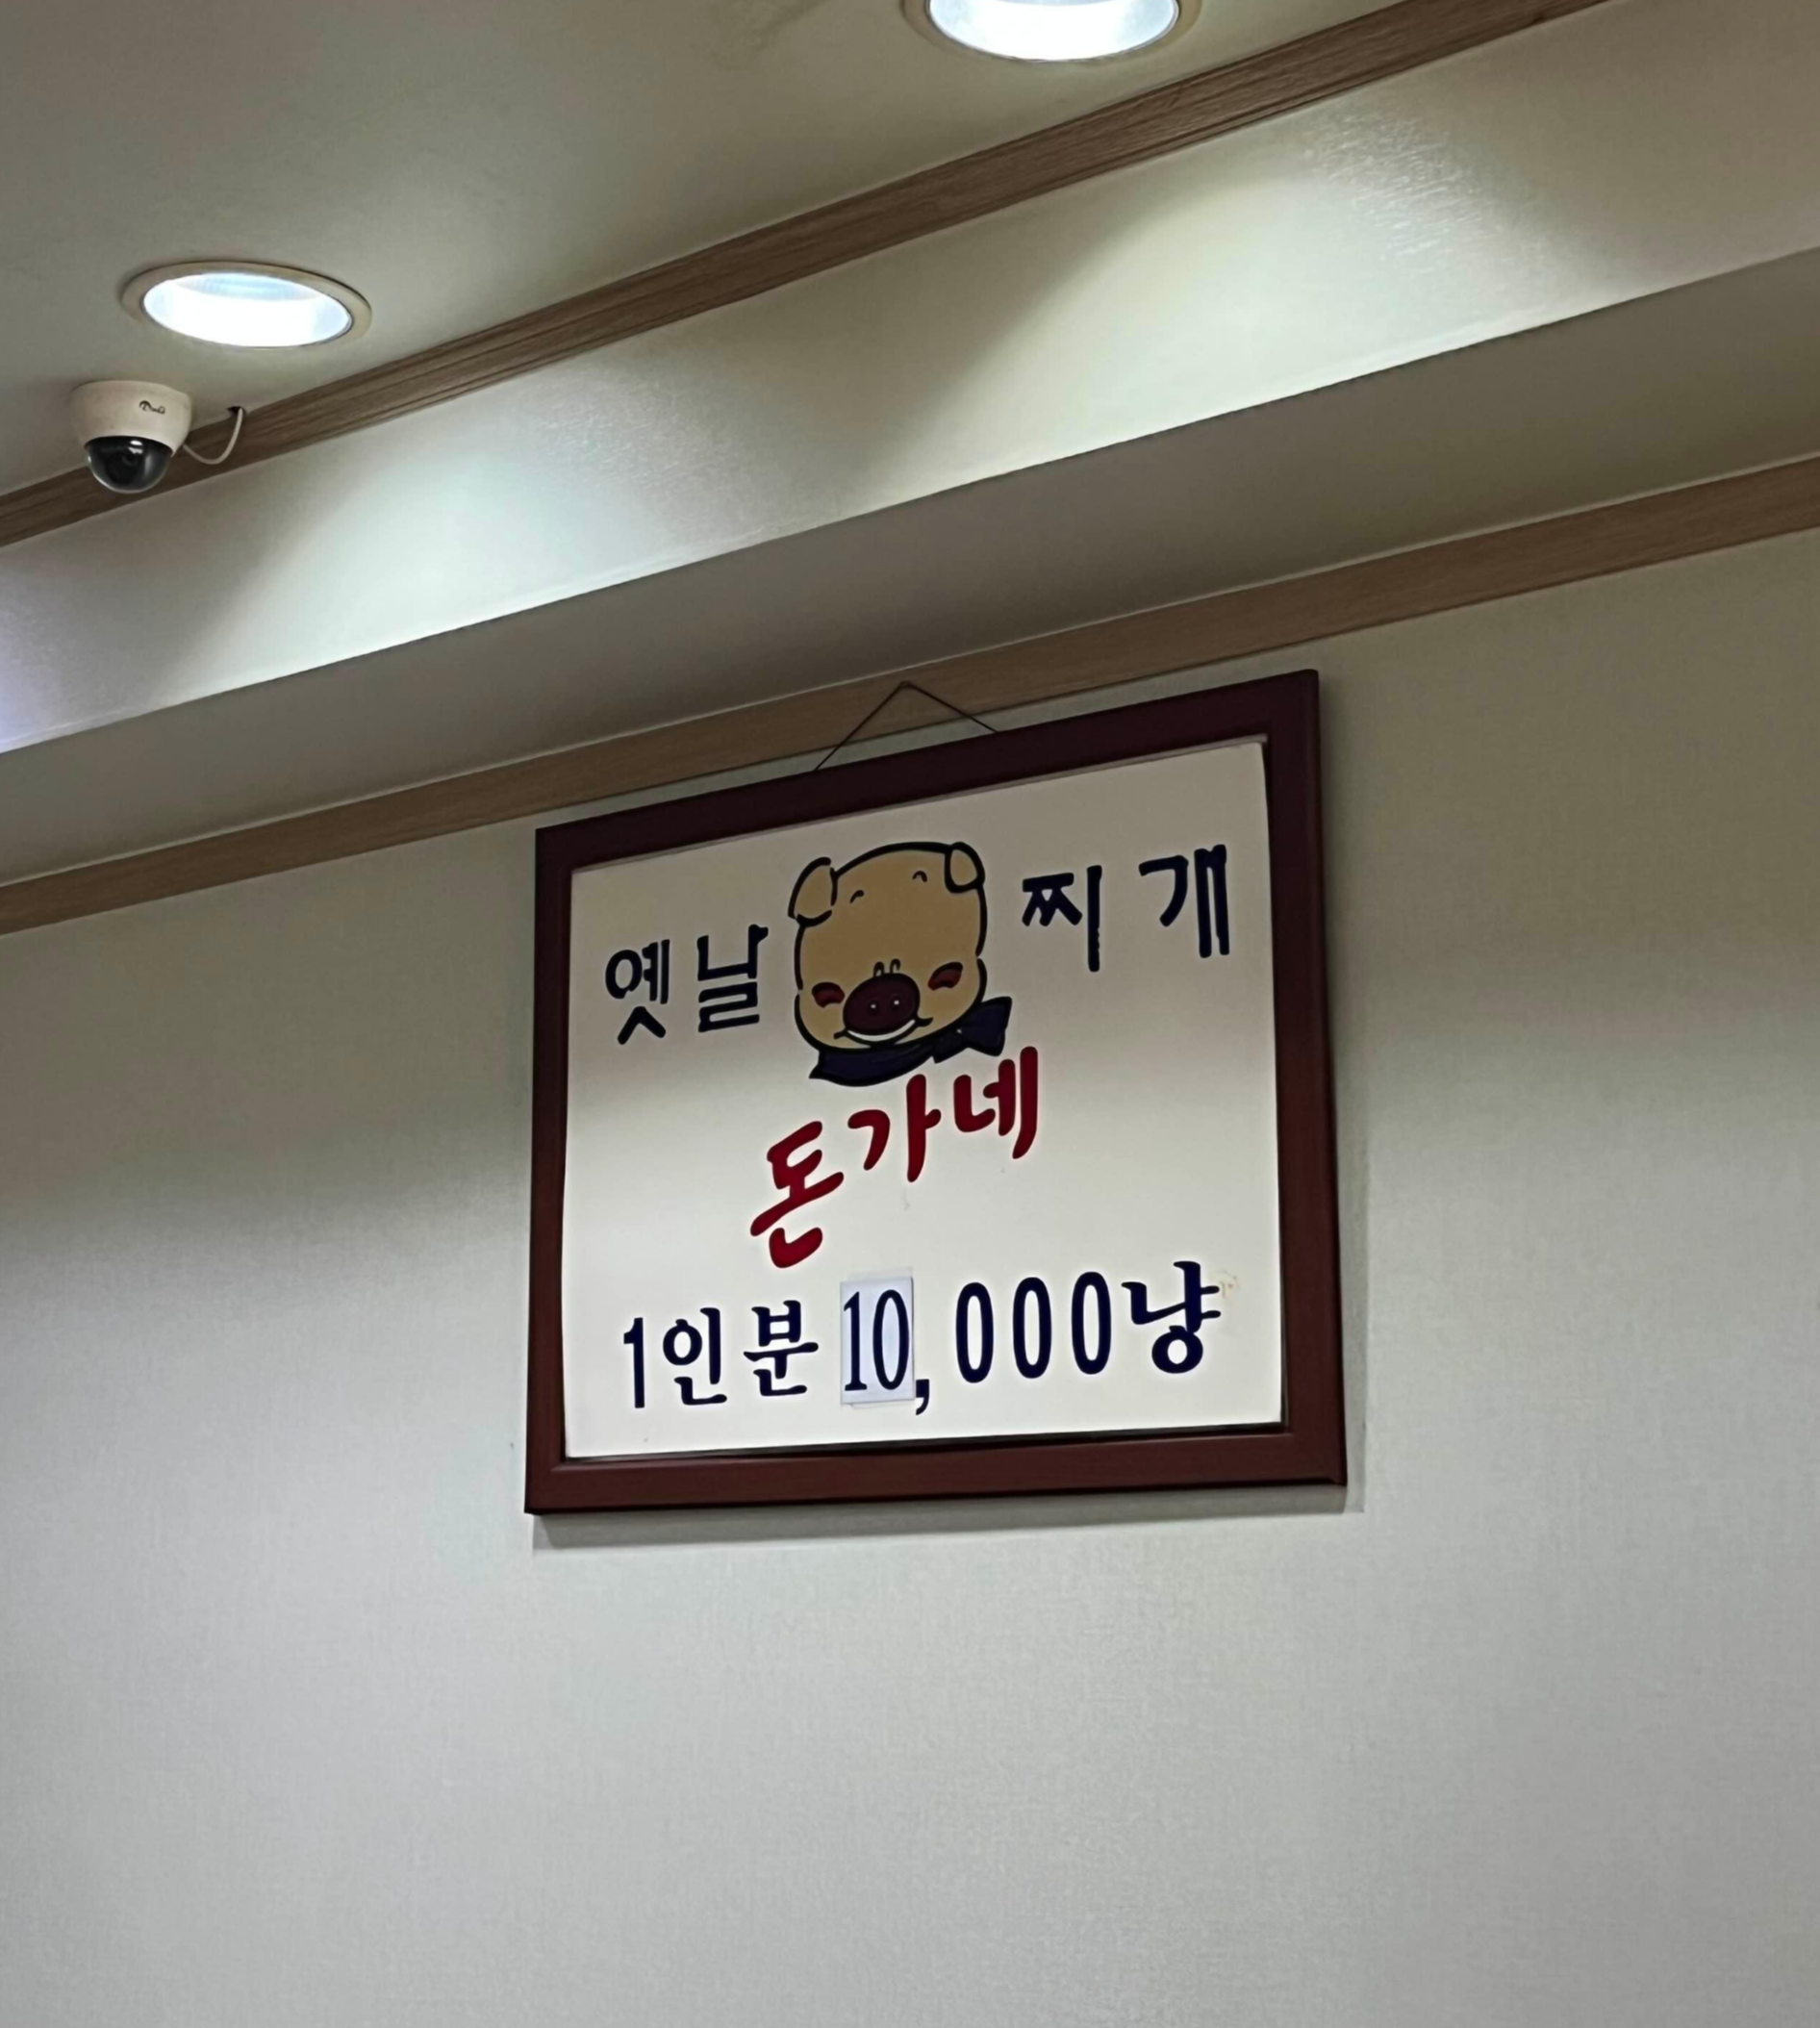 옛날 찌개
돈가네
1인분 10,000냥